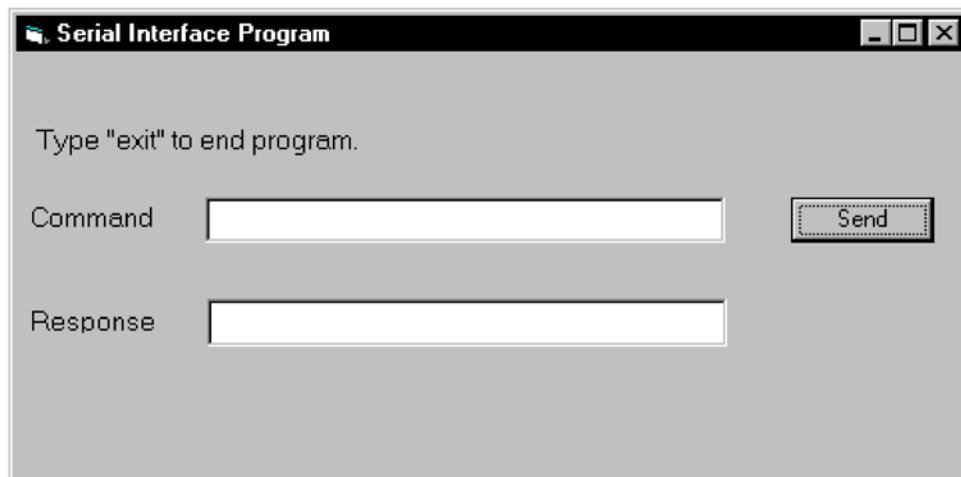 Serial Interface Program
Type "exit" to end program.
Command
Send
Response